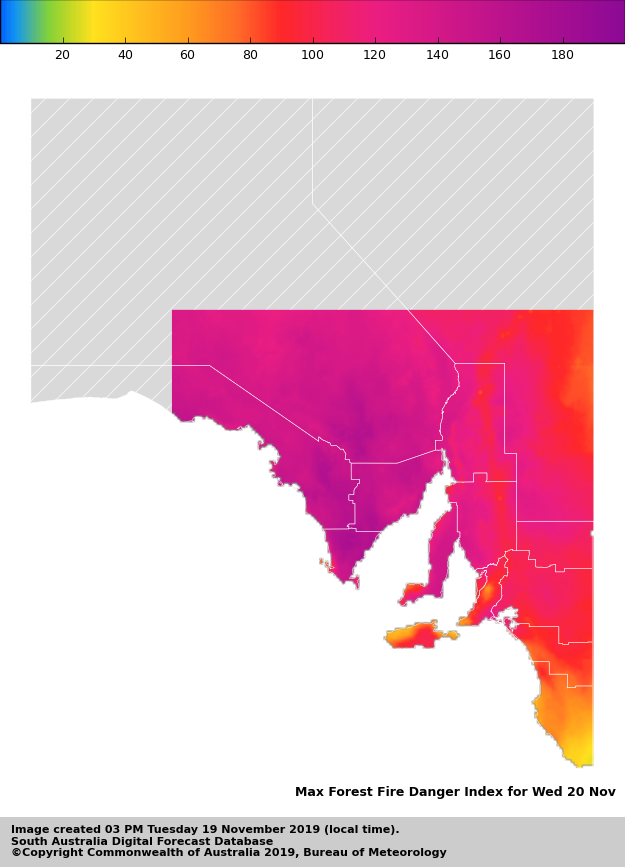 20 40 60 80 100 120 140 160 180
Max Forest Fire Danger Index for Wed 20 Nov
Image created 03 PM Tuesday 19 November 2019 (local time).
South Australia Digital Forecast Database
©Copyright Commonwealth of Australia 2019, Bureau of Meteorology